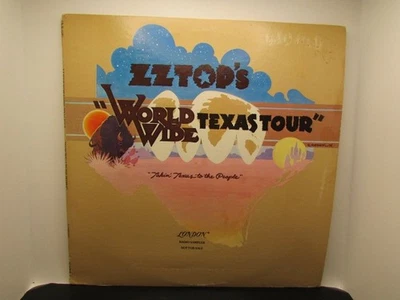 ZZ TOP'S
"WORLD
WIDE
TEXAS TOUR"
"Takin' Texas to the People"
LONDON